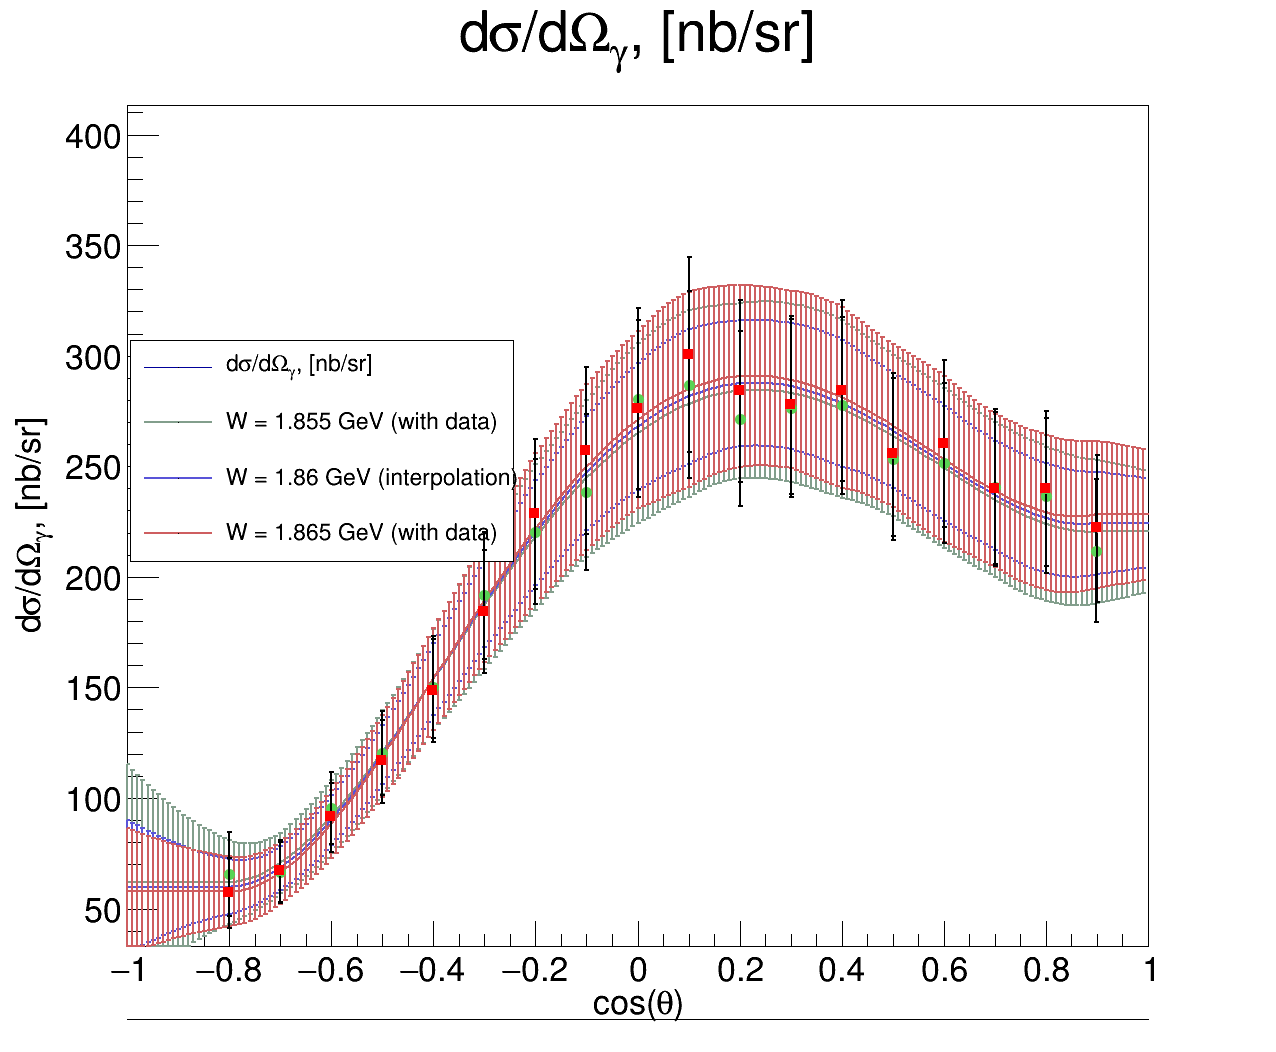 dσ/dΩγ, [nb/sr]
400
350
300
250
200
150
100
50
dσ/dΩγ, [nb/sr]
dσ/dΩγ, [nb/sr]
W = 1.855 GeV (with data)
W = 1.86 GeV (interpolation)
W = 1.865 GeV (with data)
−1 −0.8 −0.6 −0.4 −0.2 0 0.2 0.4 0.6 0.8 1
cos(θ)